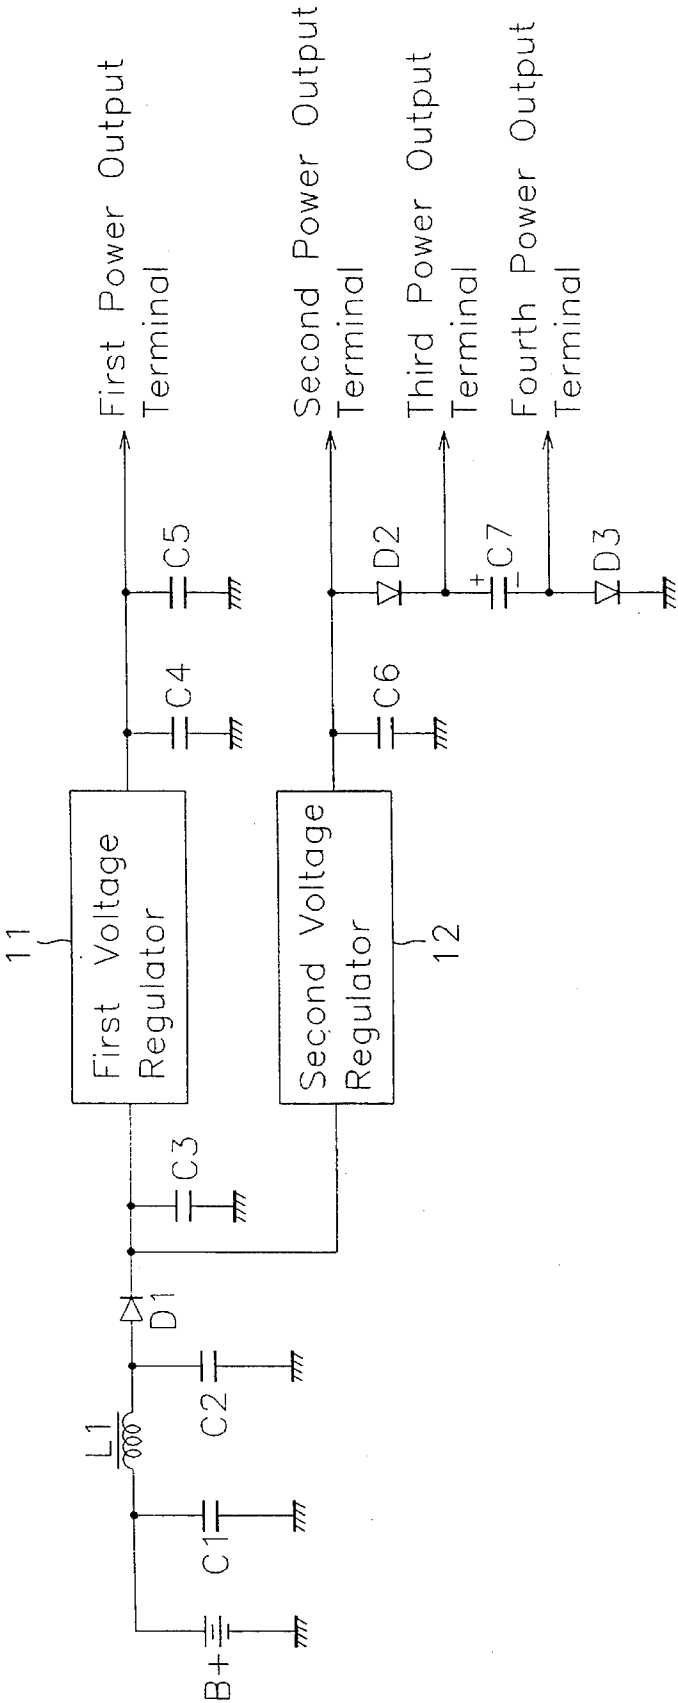 First Power Output
Terminal
Second Power Output
Terminal
Third Power Output
Terminal
Fourth Power Output
Terminal
11
First Voltage
Regulator
Second Voltage
Regulator
12
B+
C1
L1
C2
D1
C3
C4
C5
C6
D2
+
C7
-
D3